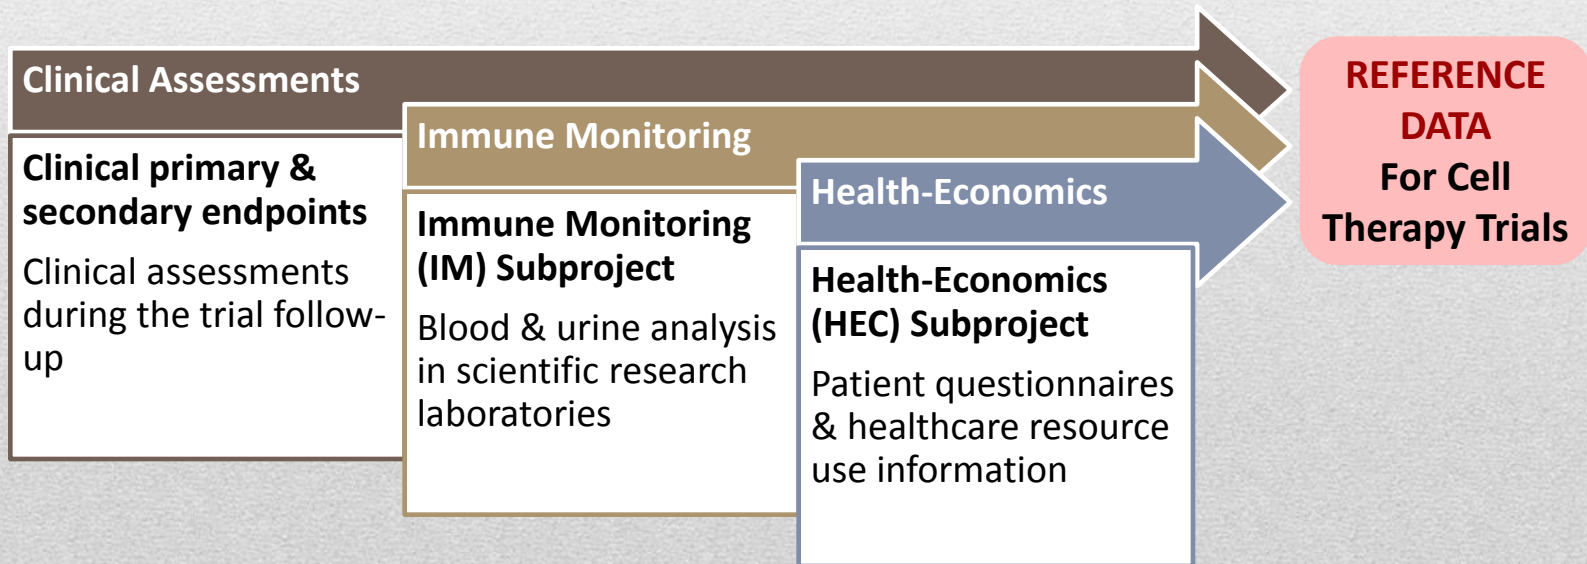 Clinical Assessments
Clinical primary &
secondary endpoints
Clinical assessments
during the trial follow-
up
Immune Monitoring
Immune Monitoring
(IM) Subproject
Blood & urine analysis
in scientific research
laboratories
Health-Economics
Health-Economics
(HEC) Subproject
Patient questionnaires
& healthcare resource
use information
REFERENCE
DATA
For Cell
Therapy Trials